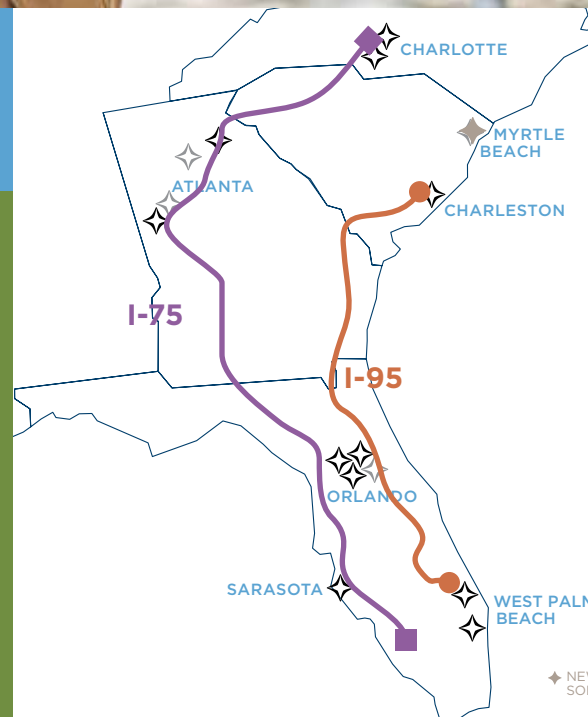 CHARLOTTE
MYRTLE
BEACH
ATLANTA
CHARLESTON
I-75
I-95
ORLANDO
SARASOTA
WEST PALM
BEACH